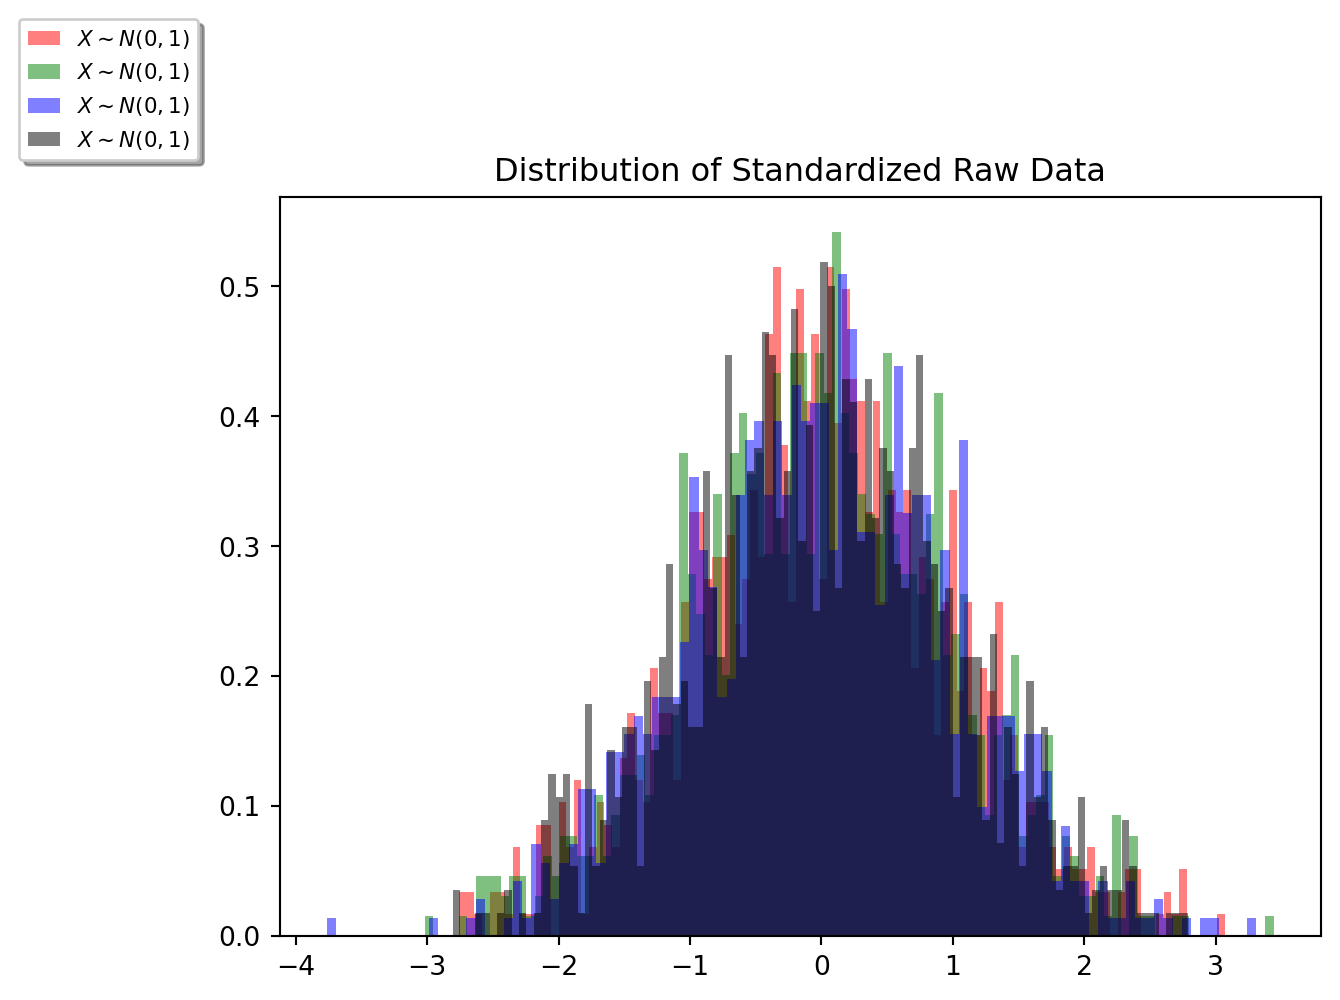 X ~ N(0, 1)
X ~ N(0, 1)
X ~ N(0, 1)
X ~ N(0, 1)
Distribution of Standardized Raw Data
0.5
0.4
0.3
0.2
0.1
0.0
−4 −3 −2 −1 0 1 2 3